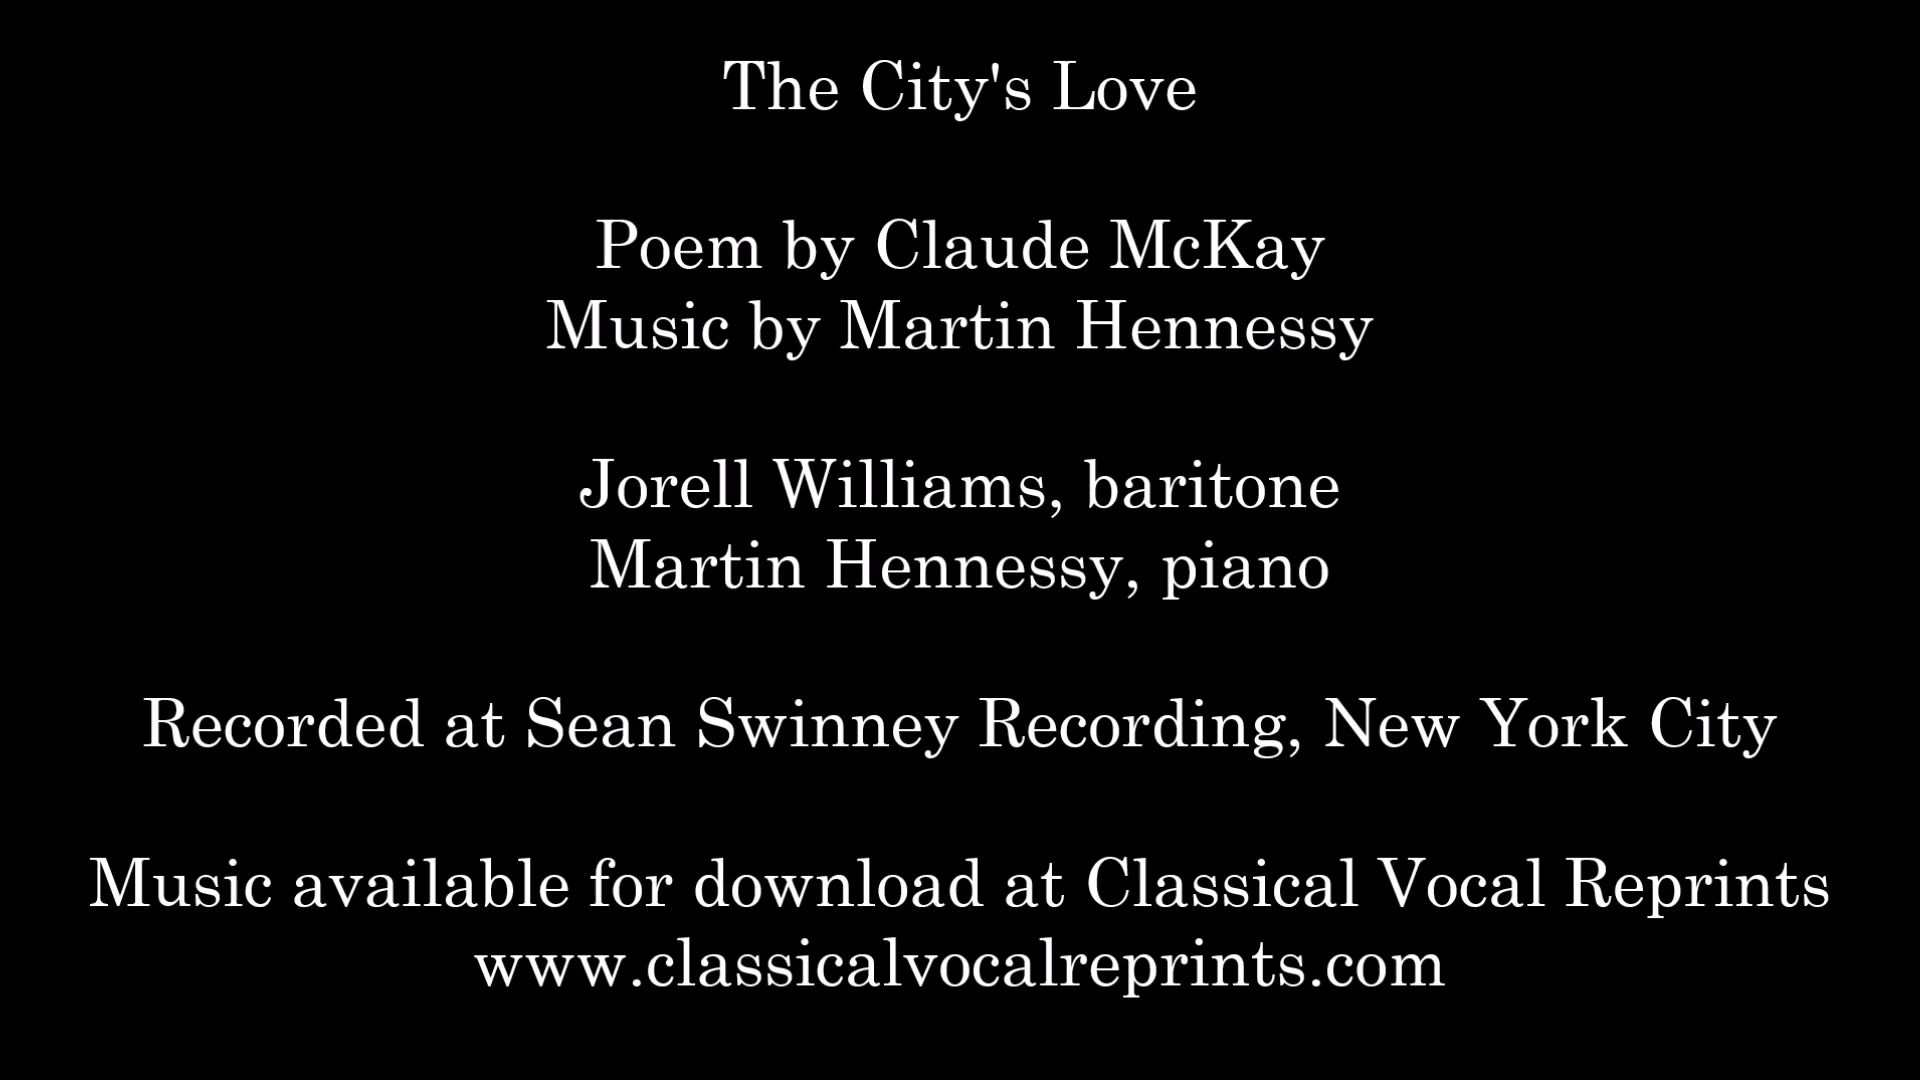 The City's Love
Poem by Claude McKay
Music by Martin Hennessy
Jorell Williams, baritone
Martin Hennessy, piano
Recorded at Sean Swinney Recording, New York City
Music available for download at Classical Vocal Reprints
www.classicalvocalreprints.com